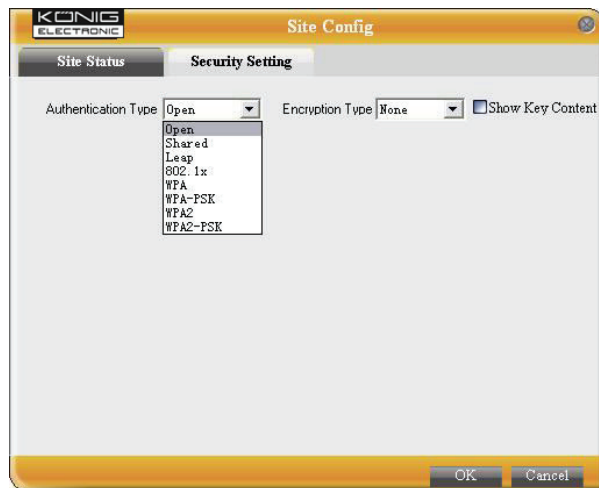 KÖNIG
ELECTRONIC
Site Config
Site Status
Security Setting
Authentication Type Open
Encryption Type None
Show Key Content
Open
Shared
Leap
802.1x
WPA
WPA-PSK
WPA2
WPA2-PSK
OK
Cancel